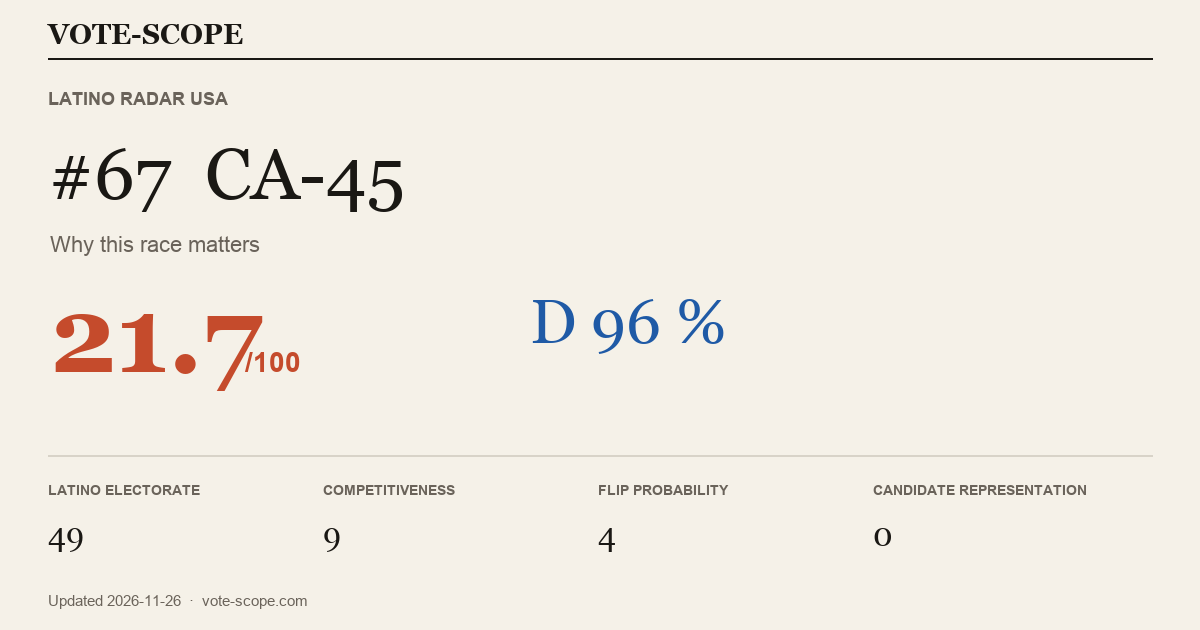 VOTE-SCOPE
LATINO RADAR USA
#67 CA-45
Why this race matters
21.7/100
D 96 %
LATINO ELECTORATE COMPETITIVENESS FLIP PROBABILITY CANDIDATE REPRESENTATION
49 9 4 0
Updated 2026-11-26 · vote-scope.com